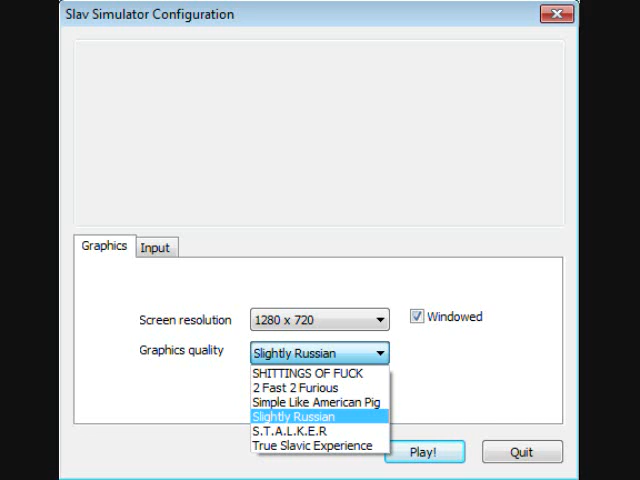 Slav Simulator Configuration
Graphics
Input
Screen resolution
1280 x 720
Windowed
Graphics quality
Slightly Russian
SHITTINGS OF FUCK
2 Fast 2 Furious
Simple Like American Pig
Slightly Russian
S.T.A.L.K.E.R
True Slavic Experience
Play!
Quit